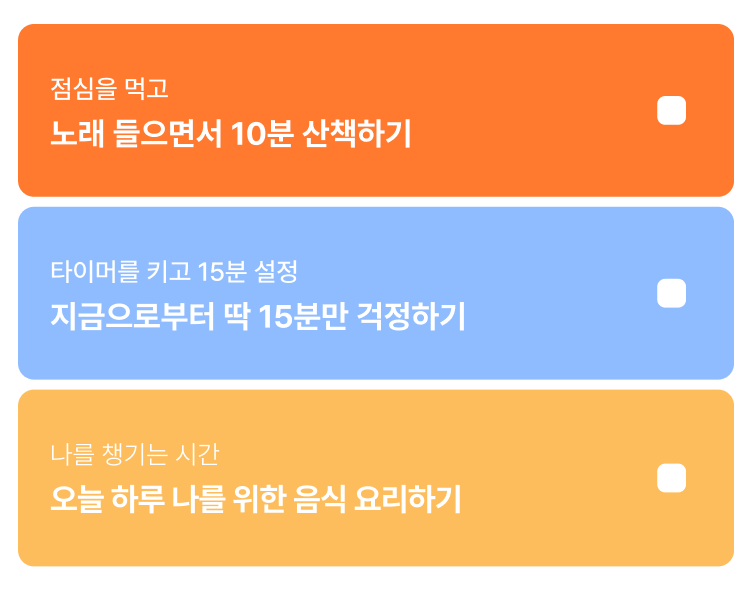 점심을 먹고
노래 들으면서 10분 산책하기
타이머를 키고 15분 설정
지금으로부터 딱 15분만 걱정하기
나를 챙기는 시간
오늘 하루 나를 위한 음식 요리하기